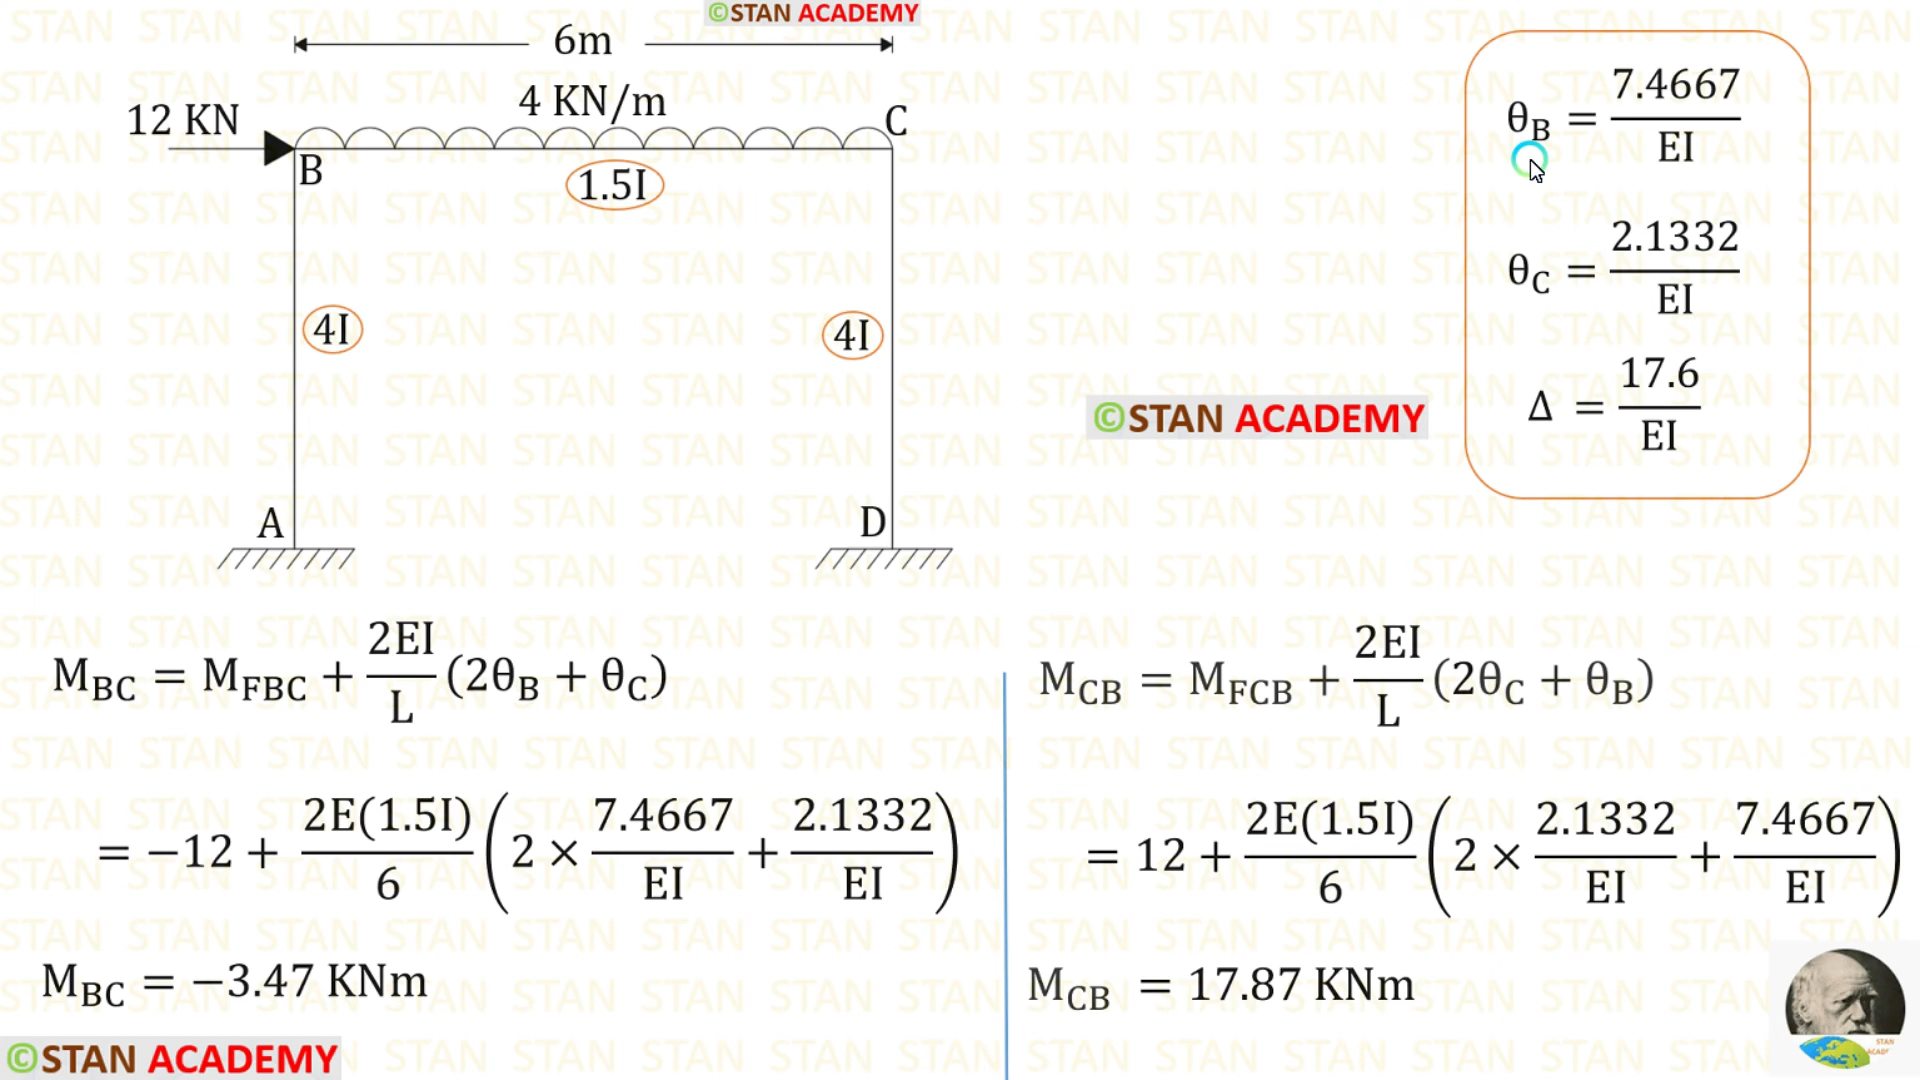 ©STAN ACADEMY
6m
4 KN/m
12 KN
B
C
1.5I
4I
4I
A
D
θB = 7.4667/EI
θC = 2.1332/EI
Δ = 17.6/EI
©STAN ACADEMY
MBC = MFBC + 2EI/L (2θB + θC)
= −12 + 2E(1.5I)/6 (2 × 7.4667/EI + 2.1332/EI)
MBC = −3.47 KNm
MCB = MFCB + 2EI/L (2θC + θB)
= 12 + 2E(1.5I)/6 (2 × 2.1332/EI + 7.4667/EI)
MCB = 17.87 KNm
©STAN ACADEMY
STAN